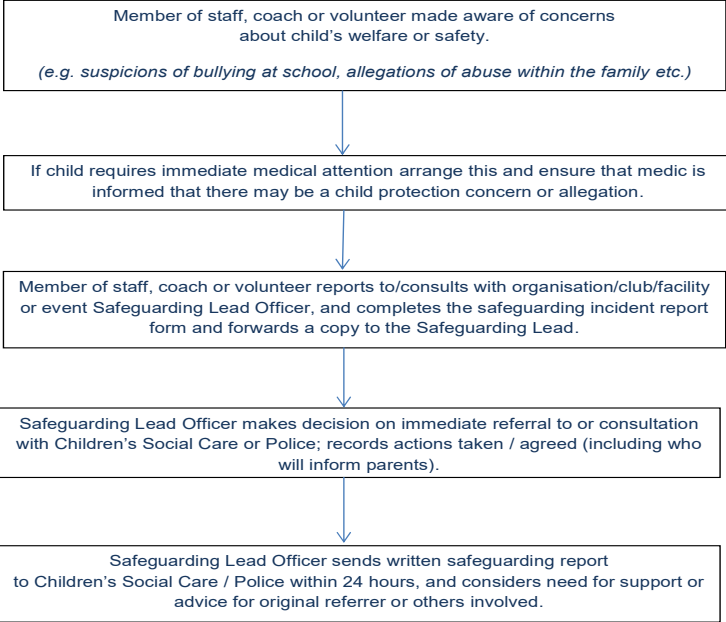 Member of staff, coach or volunteer made aware of concerns
about child’s welfare or safety.
(e.g. suspicions of bullying at school, allegations of abuse within the family etc.)
If child requires immediate medical attention arrange this and ensure that medic is
informed that there may be a child protection concern or allegation.
Member of staff, coach or volunteer reports to/consults with organisation/club/facility
or event Safeguarding Lead Officer, and completes the safeguarding incident report
form and forwards a copy to the Safeguarding Lead.
Safeguarding Lead Officer makes decision on immediate referral to or consultation
with Children’s Social Care or Police; records actions taken / agreed (including who
will inform parents).
Safeguarding Lead Officer sends written safeguarding report
to Children’s Social Care / Police within 24 hours, and considers need for support or
advice for original referrer or others involved.